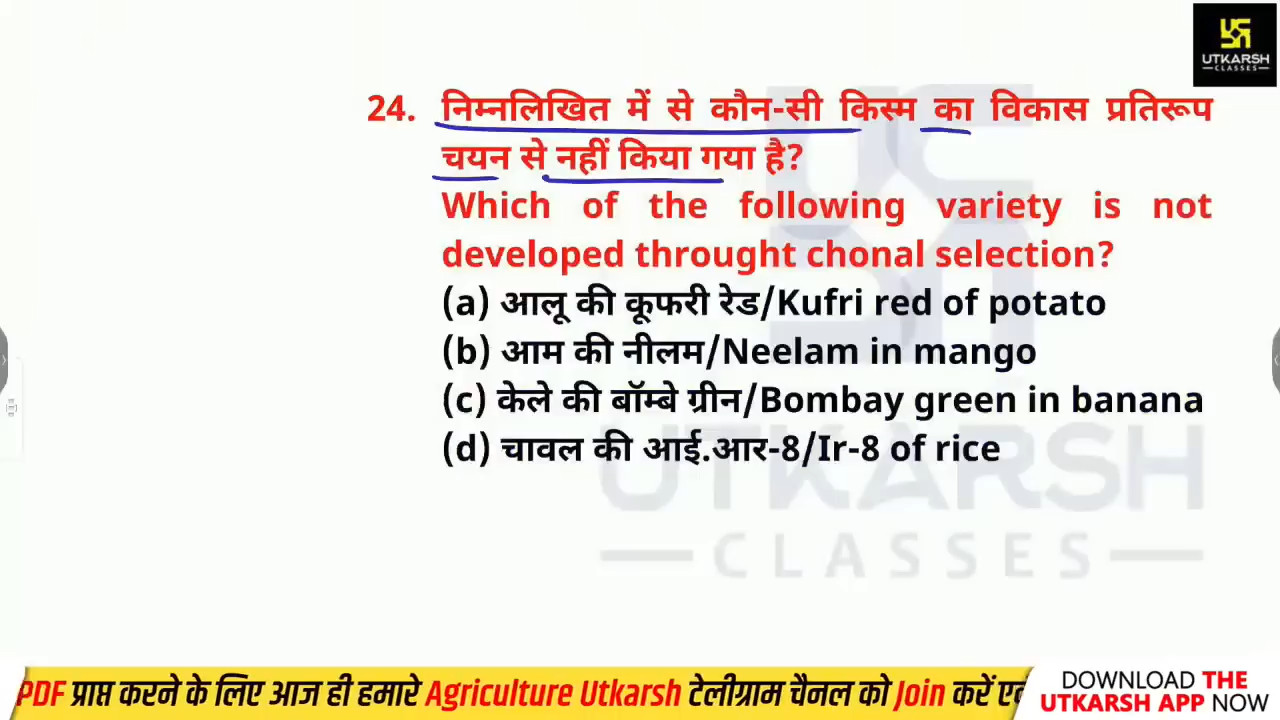 UTKARSH
CLASSES
24. निम्नलिखित में से कौन-सी किस्म का विकास प्रतिरूप
चयन से नहीं किया गया है?
Which of the following variety is not
developed throught chonal selection?
(a) आलू की कूफरी रेड/Kufri red of potato
(b) आम की नीलम/Neelam in mango
(c) केले की बॉम्बे ग्रीन/Bombay green in banana
(d) चावल की आई.आर-8/Ir-8 of rice
UTKARSH
CLASSES
PDF प्राप्त करने के लिए आज ही हमारे Agriculture Utkarsh टेलीग्राम चैनल को Join करें
DOWNLOAD THE
UTKARSH APP NOW